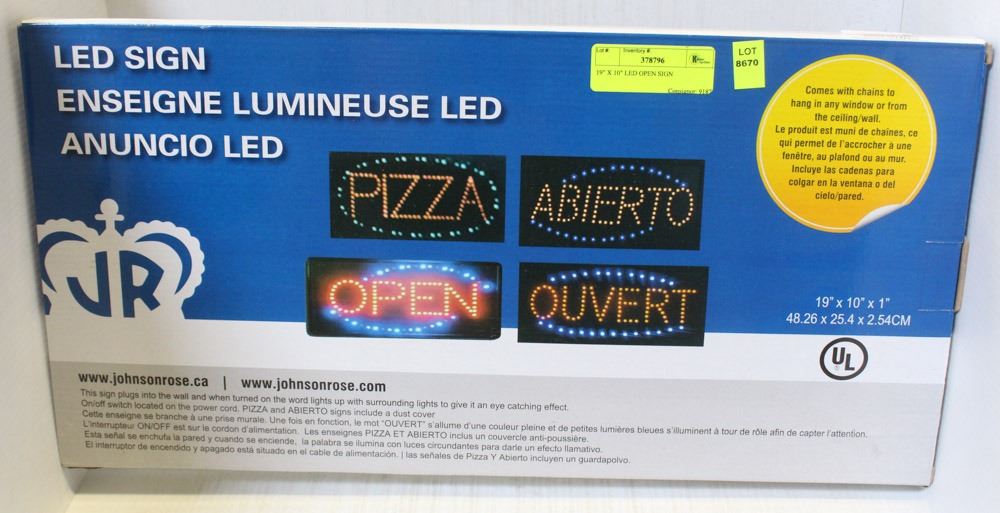 LED SIGN
ENSEIGNE LUMINEUSE LED
ANUNCIO LED
Lot #: Inventory #:
378796
19" X 10" LED OPEN SIGN
Consignor: 918
LOT
8670
Comes with chains to
hang in any window or from
the ceiling/wall.
Le produit est muni de chaines, ce
qui permet de l'accrocher à une
fenêtre, au plafond ou au mur.
Incluye las cadenas para
colgar en la ventana o del
cielo/pared.
PIZZA
ABIERTO
OPEN
OUVERT
JR
19" x 10" x 1"
48.26 x 25.4 x 2.54CM
UL
www.johnsonrose.ca | www.johnsonrose.com
This sign plugs into the wall and when turned on the word lights up with surrounding lights to give it an eye catching effect.
On/off switch located on the power cord. PIZZA and ABIERTO signs include a dust cover
Cette enseigne se branche à une prise murale. Une fois en fonction, le mot "OUVERT" s'allume d'une couleur pleine et de petites lumières bleues s'illuminent à tour de rôle afin de capter l'attention.
L'interrupteur ON/OFF est sur le cordon d'alimentation. Les enseignes PIZZA ET ABIERTO inclus un couvercle anti-poussière.
Esta señal se enchufa la pared y cuando se enciende, la palabra se ilumina con luces circundantes para darle un efecto llamativo.
El interruptor de encendido y apagado está situado en el cable de alimentación. | las señales de Pizza Y Abierto incluyen un guardapolvo.